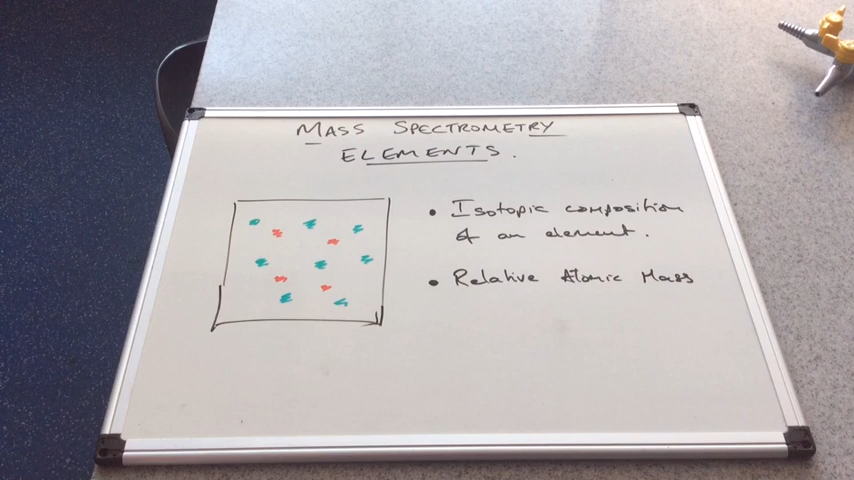 MASS SPECTROMETRY
ELEMENTS.
• Isotopic composition
of an element.
• Relative Atomic Mass